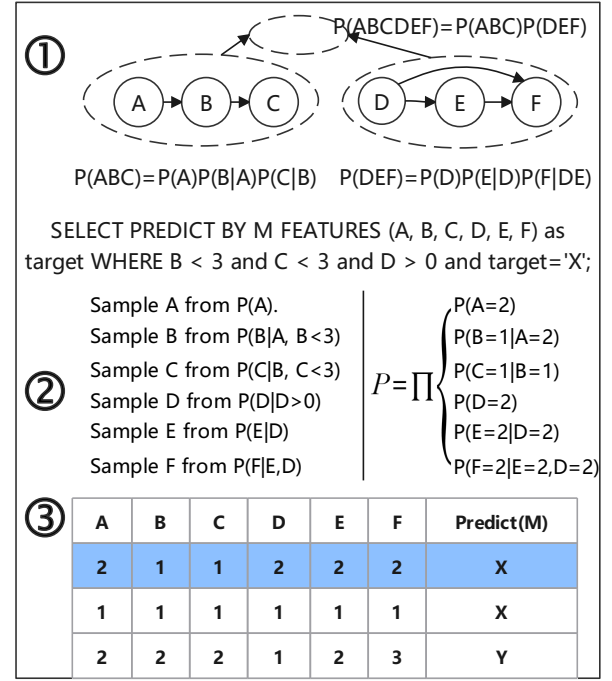 ①
P(ABCDEF)=P(ABC)P(DEF)
A B C D E F
P(ABC)=P(A)P(B|A)P(C|B) P(DEF)=P(D)P(E|D)P(F|DE)
SELECT PREDICT BY M FEATURES (A, B, C, D, E, F) as
target WHERE B < 3 and C < 3 and D > 0 and target='X';
②
Sample A from P(A).
Sample B from P(B|A, B<3)
Sample C from P(C|B, C<3)
Sample D from P(D|D>0)
Sample E from P(E|D)
Sample F from P(F|E,D)
P=∏
P(A=2)
P(B=1|A=2)
P(C=1|B=1)
P(D=2)
P(E=2|D=2)
P(F=2|E=2,D=2)
③
A B C D E F Predict(M)
2 1 1 2 2 2 X
1 1 1 1 1 1 X
2 2 2 1 2 3 Y